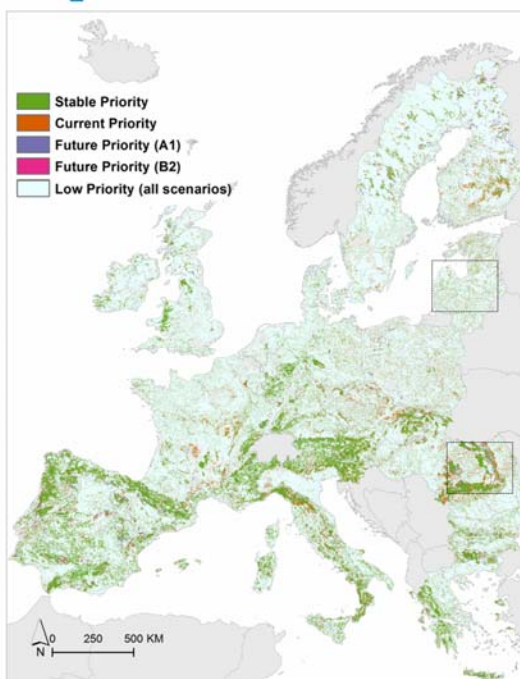 Stable Priority
Current Priority
Future Priority (A1)
Future Priority (B2)
Low Priority (all scenarios)
N
0 250 500 KM